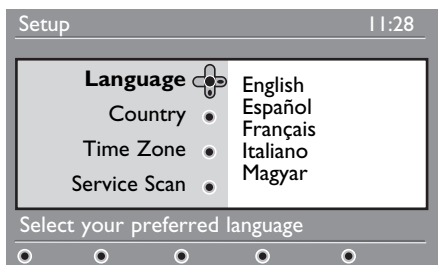 Setup 11:28
Language
Country
Time Zone
Service Scan
English
Español
Français
Italiano
Magyar
Select your preferred language